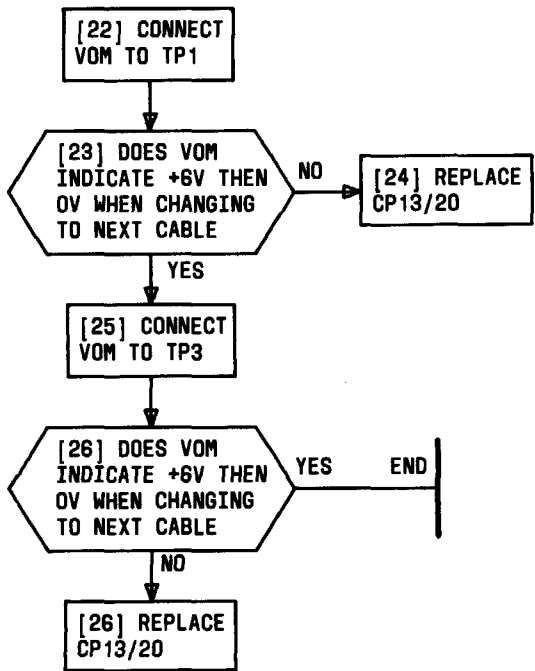 [22] CONNECT
VOM TO TP1
[23] DOES VOM
INDICATE +6V THEN
0V WHEN CHANGING
TO NEXT CABLE
NO
[24] REPLACE
CP13/20
YES
[25] CONNECT
VOM TO TP3
[26] DOES VOM
INDICATE +6V THEN
0V WHEN CHANGING
TO NEXT CABLE
YES
END
NO
[26] REPLACE
CP13/20